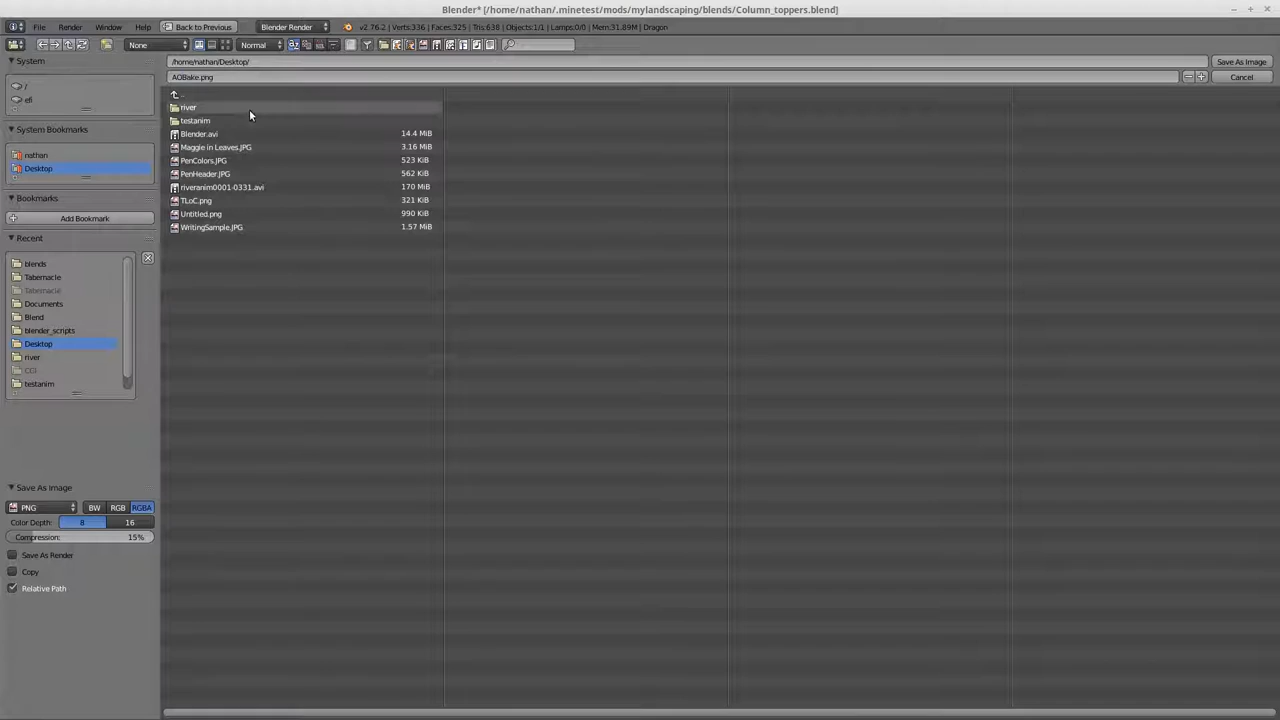 Blender* [/home/nathan/.minetest/mods/mylandscaping/blends/Column_toppers.blend]
File Render Window Help Back to Previous Blender Render v2.76.2 | Verts:336 | Faces:325 | Tris:638 | Objects:1/1 | Lamps:0/0 | Mem:31.89M | Dragon
None Normal
System
/home/nathan/Desktop/ Save As Image
AOBake.png Cancel
/
efi
..
river
testanim
Blender.avi 14.4 MiB
Maggie in Leaves.JPG 3.16 MiB
PenColors.JPG 523 KiB
PenHeader.JPG 562 KiB
riveranim0001-0331.avi 170 MiB
TLoC.png 321 KiB
Untitled.png 990 KiB
WritingSample.JPG 1.57 MiB
System Bookmarks
nathan
Desktop
Bookmarks
Add Bookmark
Recent
blends
Tabernacle
Tabernacle
Documents
Blend
blender_scripts
Desktop
river
CGI
testanim
Save As Image
PNG BW RGB RGBA
Color Depth: 8 16
Compression: 15%
Save As Render
Copy
Relative Path